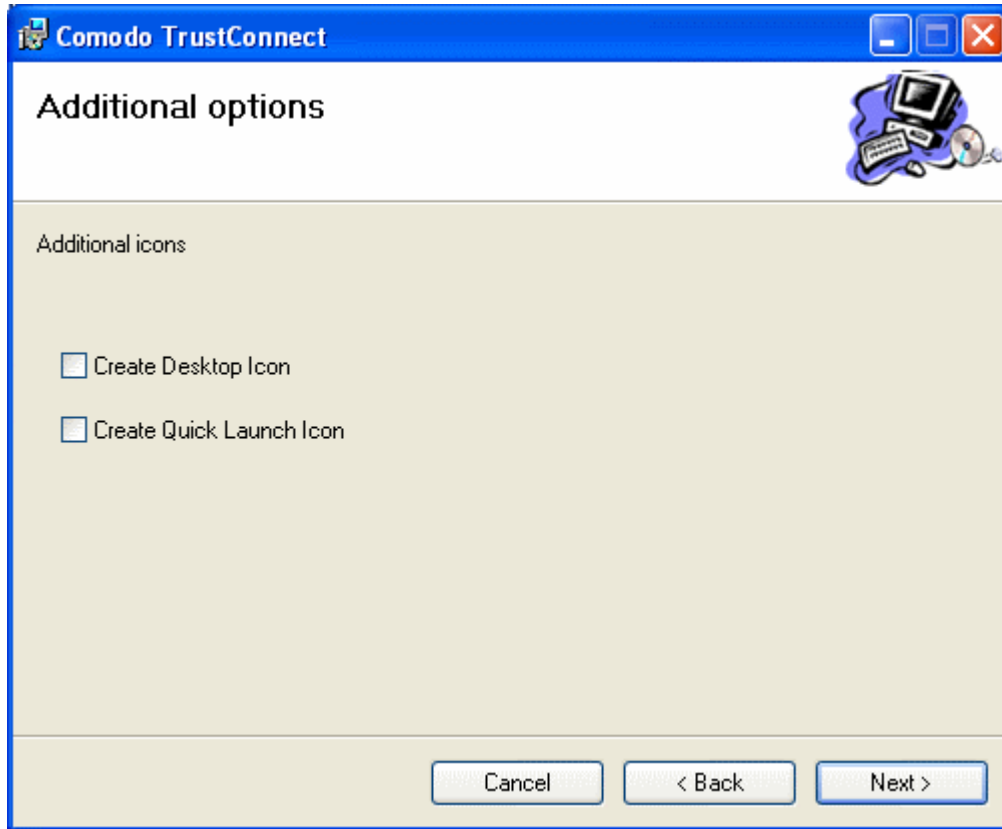 Comodo TrustConnect
Additional options
Additional icons
Create Desktop Icon
Create Quick Launch Icon
Cancel
< Back
Next >